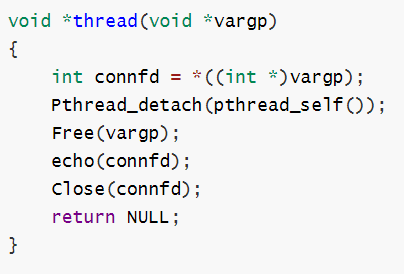 void *thread(void *vargp)
{
    int connfd = *((int *)vargp);
    Pthread_detach(pthread_self());
    Free(vargp);
    echo(connfd);
    Close(connfd);
    return NULL;
}